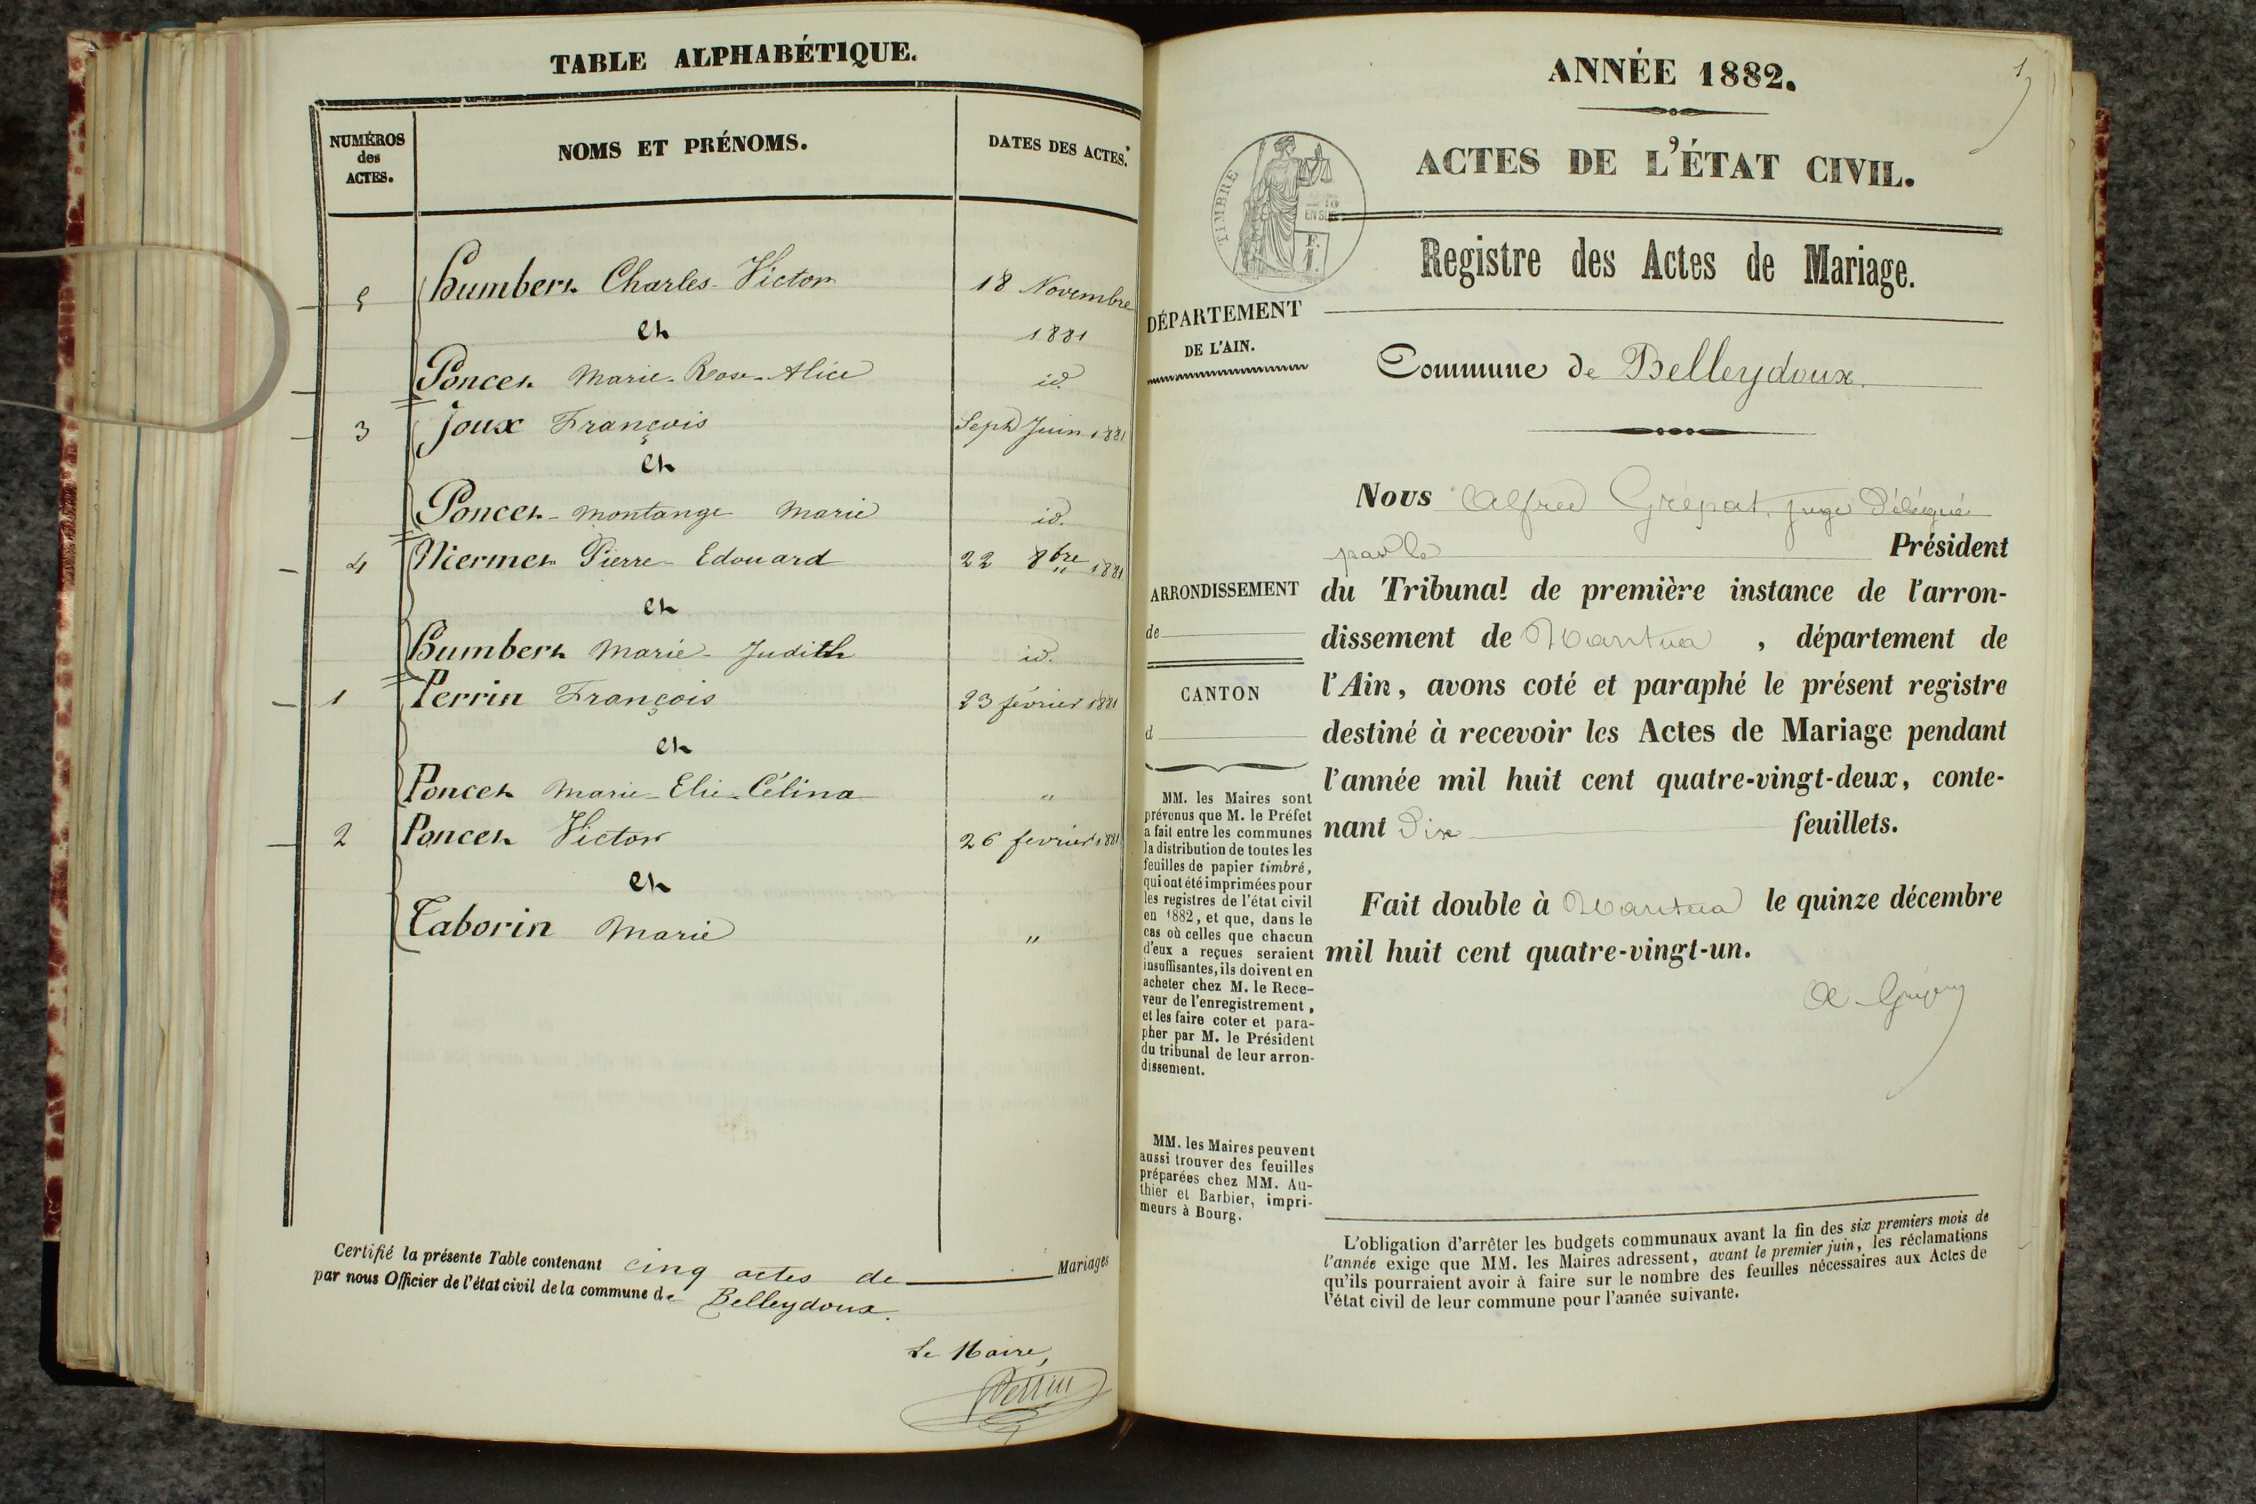 TABLE ALPHABÉTIQUE.
NUMÉROS des ACTES.
NOMS ET PRÉNOMS.
DATES DES ACTES.
5 Humbert Charles Victor 18 Novembre
et 1881
Poncet Marie-Rose-Alice id.
3 Joux François Sept Juin 1881
et
Poncet-Montange Marie id.
4 Niermet Pierre-Edouard 22 8bre 1881
et
Humbert Marie-Judith id.
1 Perrin François 23 février 1881
et
Poncet Marie-Elie-Célina "
2 Poncet Victor 26 fevrier 1881
et
Taborin Marie "
Certifié la présente Table contenant cinq actes de Mariages
par nous Officier de l'état civil de la commune de Belleydoux.
Le Maire,
Perrin
1
ANNÉE 1882.
ACTES DE L'ÉTAT CIVIL.
TIMBRE
EN SUS
Registre des Actes de Mariage.
DÉPARTEMENT
DE L'AIN.
Commune de Belleydoux.
Nous Alfred Grépat, juge Délégué
par le Président
ARRONDISSEMENT
de
CANTON
d
du Tribunal de première instance de l'arron-
dissement de Nantua , département de
l'Ain, avons coté et paraphé le présent registre
destiné à recevoir les Actes de Mariage pendant
l'année mil huit cent quatre-vingt-deux, conte-
nant Dix feuillets.
Fait double à Nantua le quinze décembre
mil huit cent quatre-vingt-un.
MM. les Maires sont
prévenus que M. le Préfet
a fait entre les communes
la distribution de toutes les
feuilles de papier timbré,
qui ont été imprimées pour
les registres de l'état civil
en 1882, et que, dans le
cas où celles que chacun
d'eux a reçues seraient
insuffisantes, ils doivent en
acheter chez M. le Rece-
veur de l'enregistrement,
et les faire coter et para-
pher par M. le Président
du tribunal de leur arron-
dissement.
MM. les Maires peuvent
aussi trouver des feuilles
préparées chez MM. Au-
thier et Barbier, impri-
meurs à Bourg.
L'obligation d'arrêter les budgets communaux avant la fin des six premiers mois de
l'année exige que MM. les Maires adressent, avant le premier juin, les réclamations
qu'ils pourraient avoir à faire sur le nombre des feuilles nécessaires aux Actes de
l'état civil de leur commune pour l'année suivante.